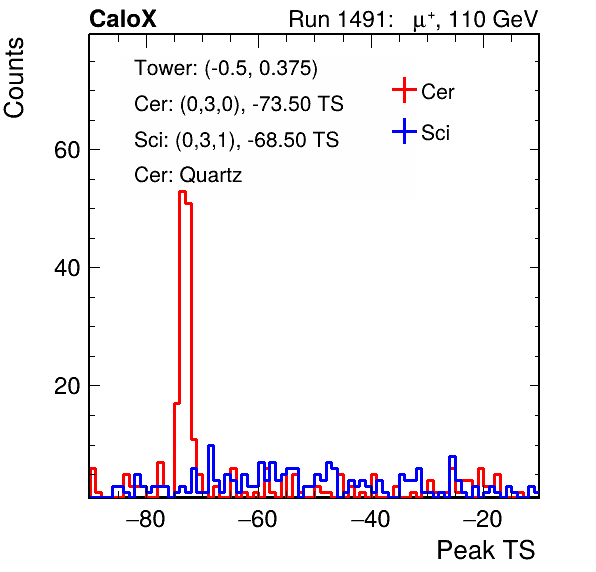 CaloX Run 1491: μ⁺, 110 GeV
Counts
Tower: (-0.5, 0.375)
Cer: (0,3,0), -73.50 TS
Sci: (0,3,1), -68.50 TS
Cer: Quartz
Cer
Sci
60
40
20
−80 −60 −40 −20
Peak TS